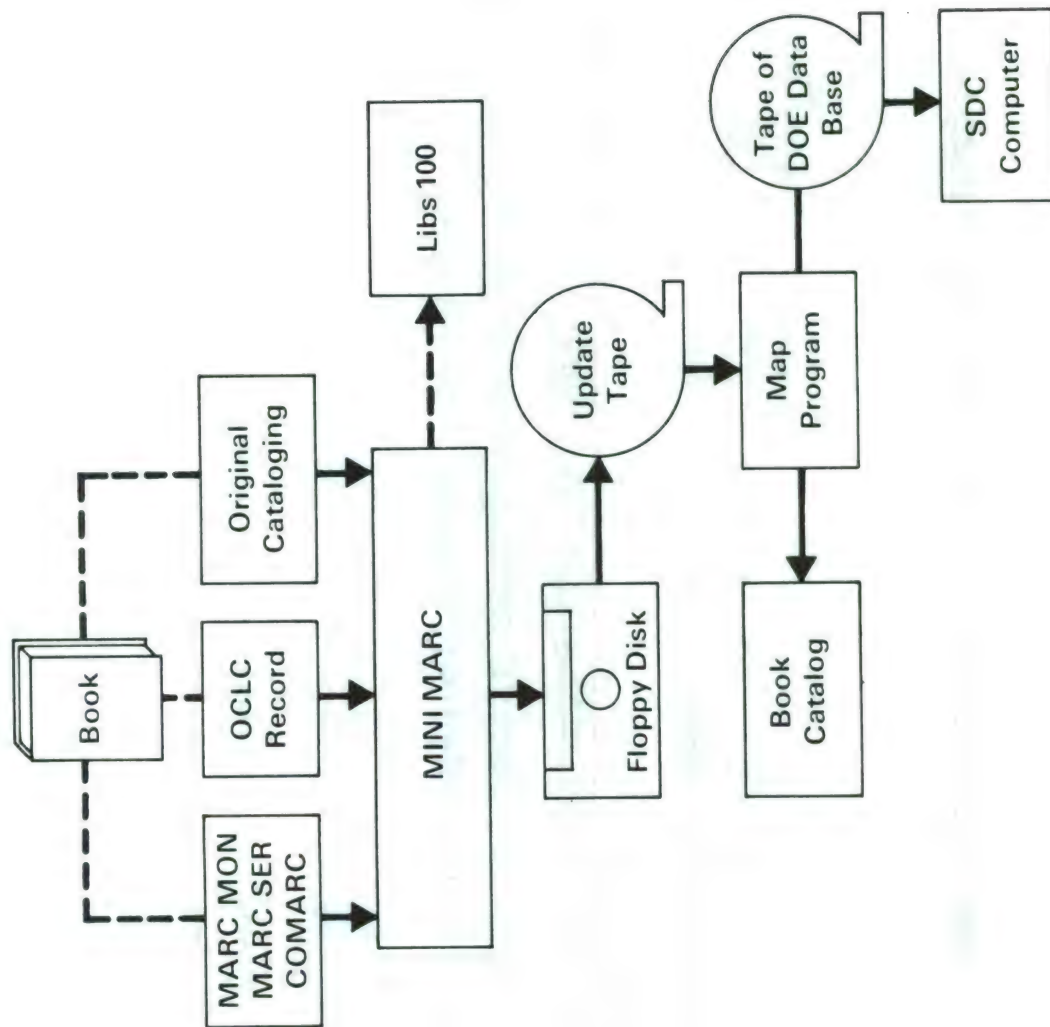 Book
MARC MON
MARC SER
COMARC
OCLC
Record
Original
Cataloging
MINI MARC
Libs 100
Floppy Disk
Update
Tape
Book
Catalog
Map
Program
Tape of
DOE Data
Base
SDC
Computer